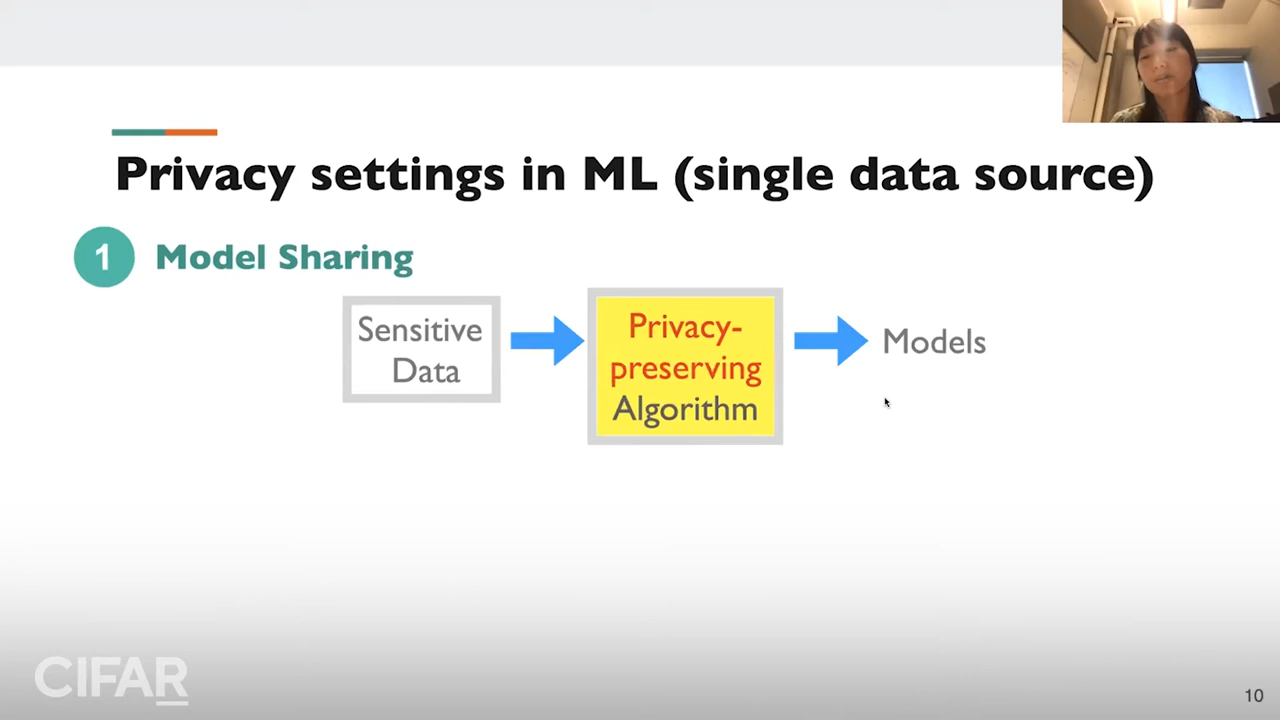 Privacy settings in ML (single data source)
1 Model Sharing
Sensitive
Data
Privacy-
preserving
Algorithm
Models
CIFAR
10